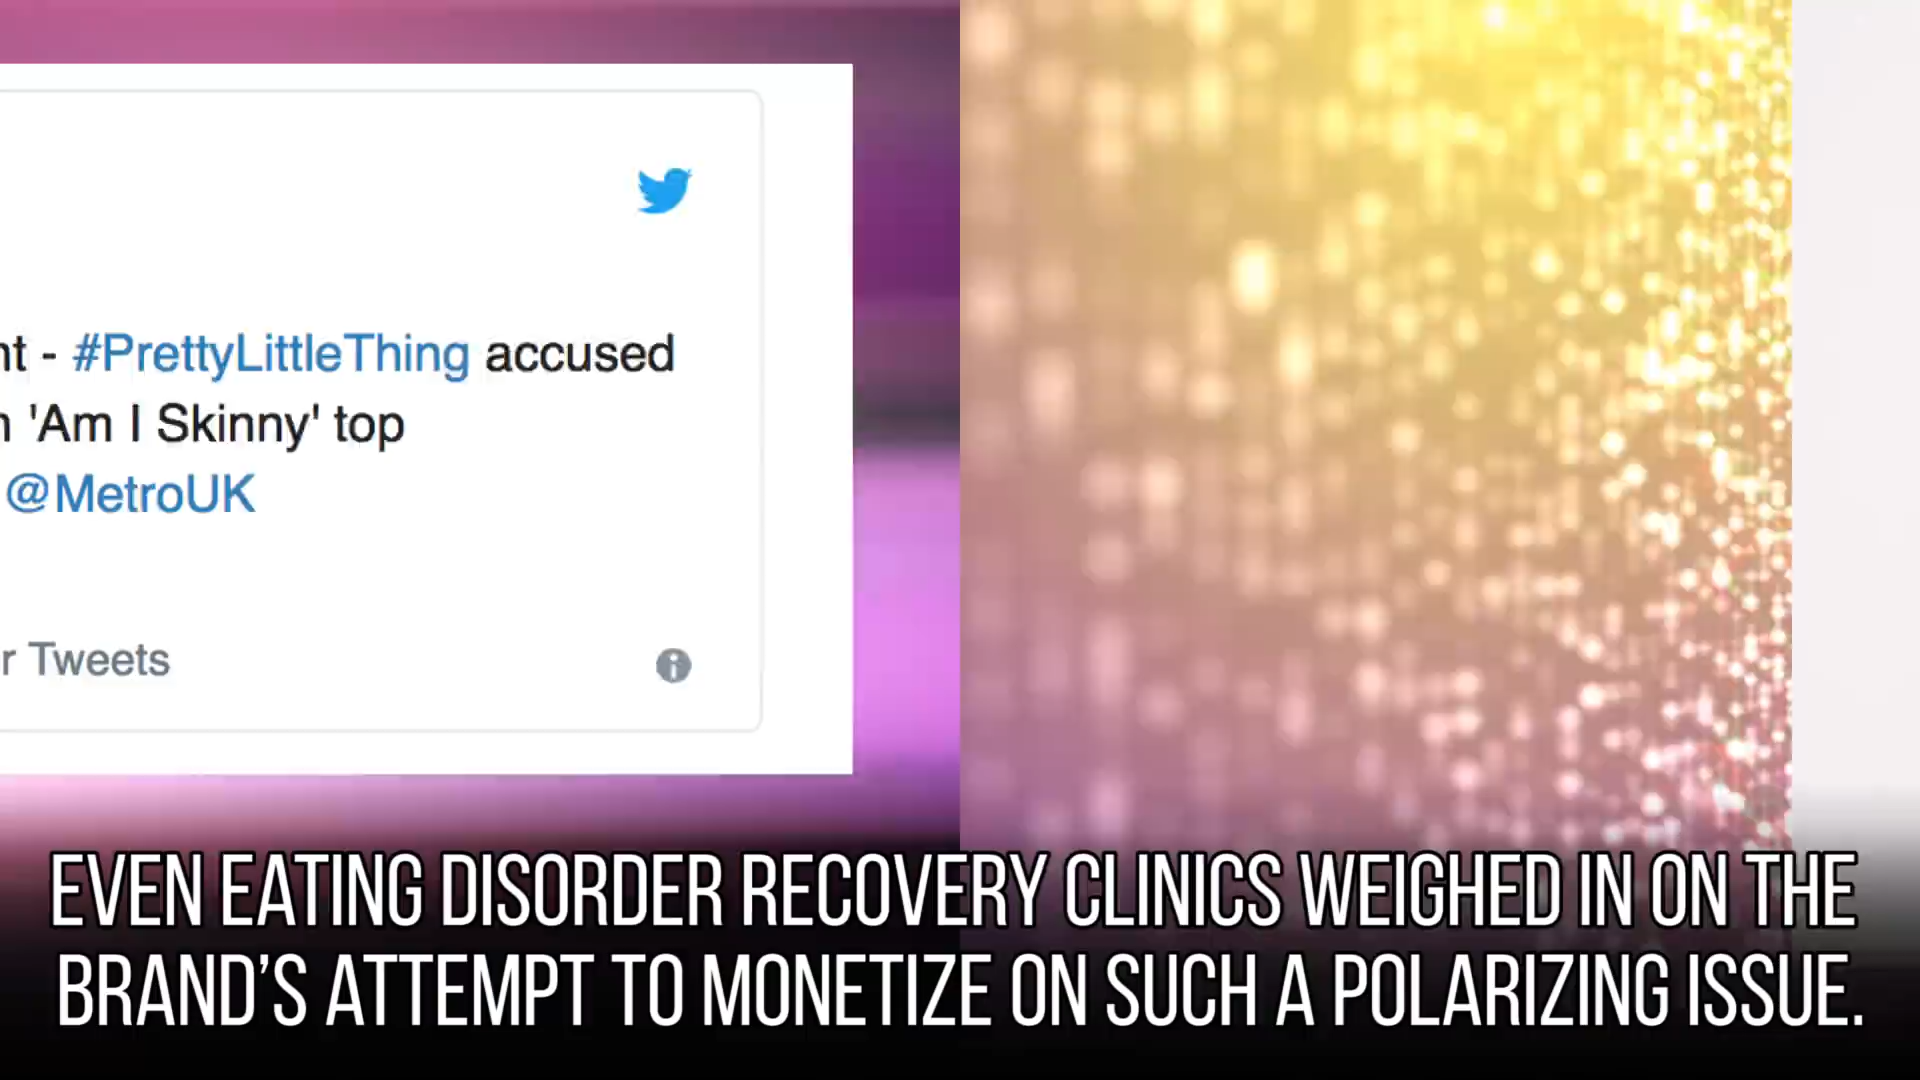 nt - #PrettyLittleThing accused
'Am I Skinny' top
@MetroUK
r Tweets
EVEN EATING DISORDER RECOVERY CLINICS WEIGHED IN ON THE
BRAND'S ATTEMPT TO MONETIZE ON SUCH A POLARIZING ISSUE.